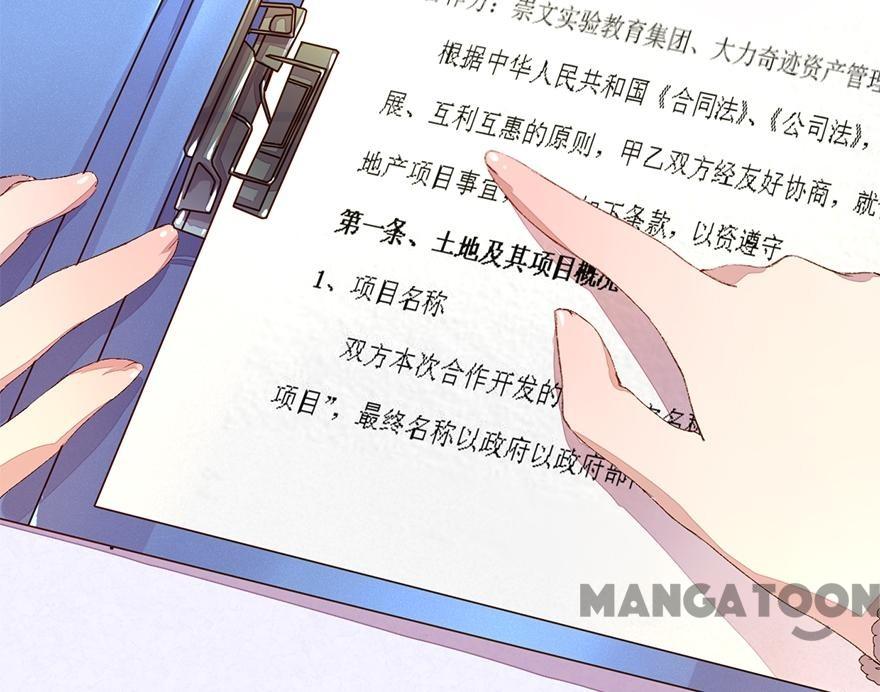 作方：崇文实验教育集团、大力奇迹资产管理
根据中华人民共和国《合同法》、《公司法》，
展、互利互惠的原则，甲乙双方经友好协商，就
地产项目事宜，如下条款，以资遵守
第一条、土地及其项目概况
1、项目名称
双方本次合作开发的名称
项目”，最终名称以政府以政府部
MANGATOON